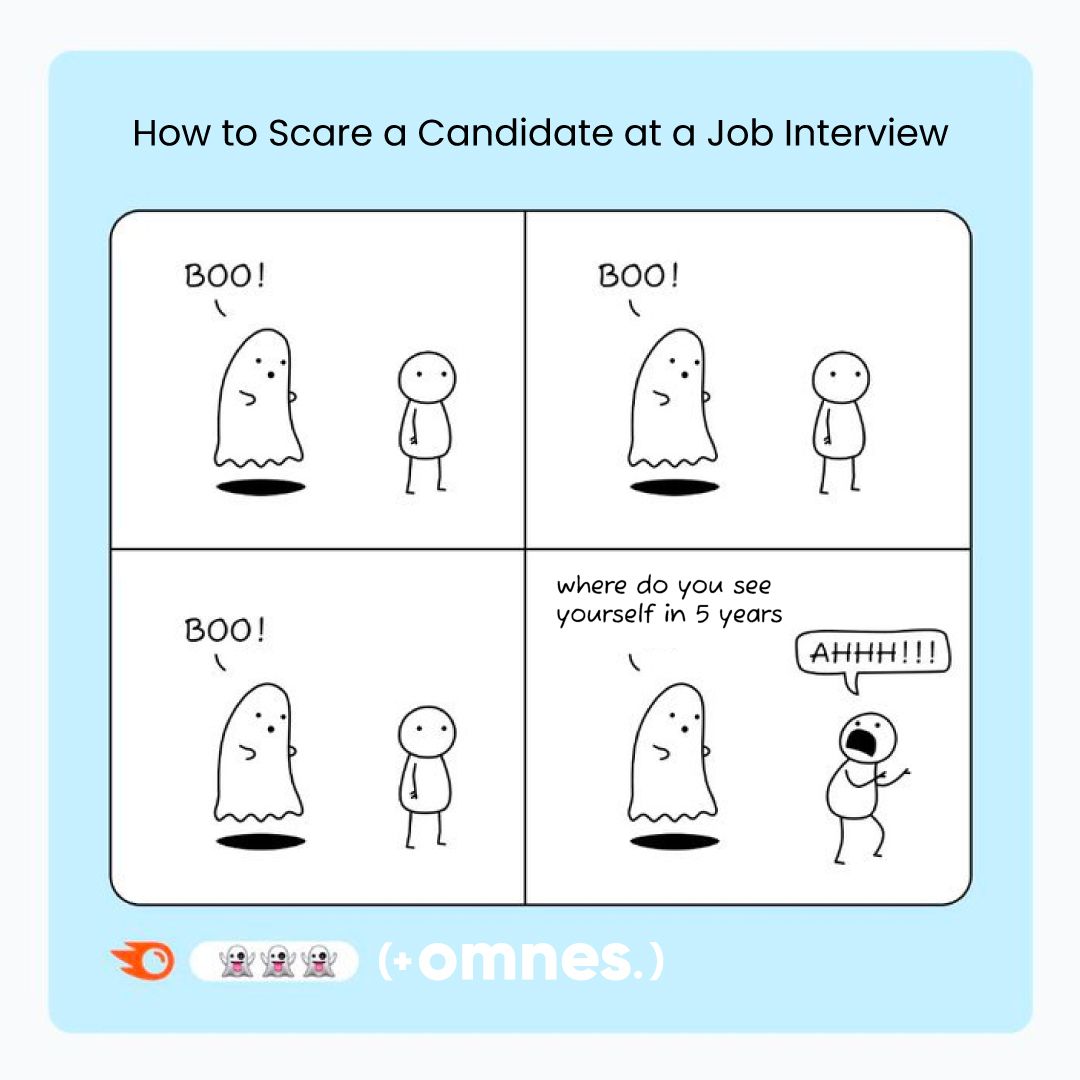 How to Scare a Candidate at a Job Interview
BOO!
BOO!
BOO!
where do you see
yourself in 5 years
AHHH!!!
(+omnes.)